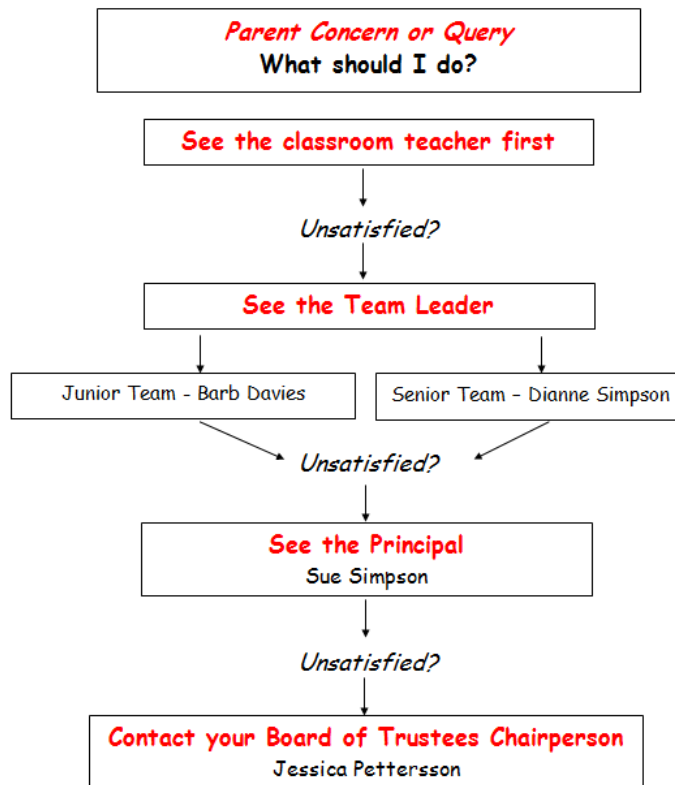 Parent Concern or Query
What should I do?
See the classroom teacher first
Unsatisfied?
See the Team Leader
Junior Team - Barb Davies
Senior Team – Dianne Simpson
Unsatisfied?
See the Principal
Sue Simpson
Unsatisfied?
Contact your Board of Trustees Chairperson
Jessica Pettersson